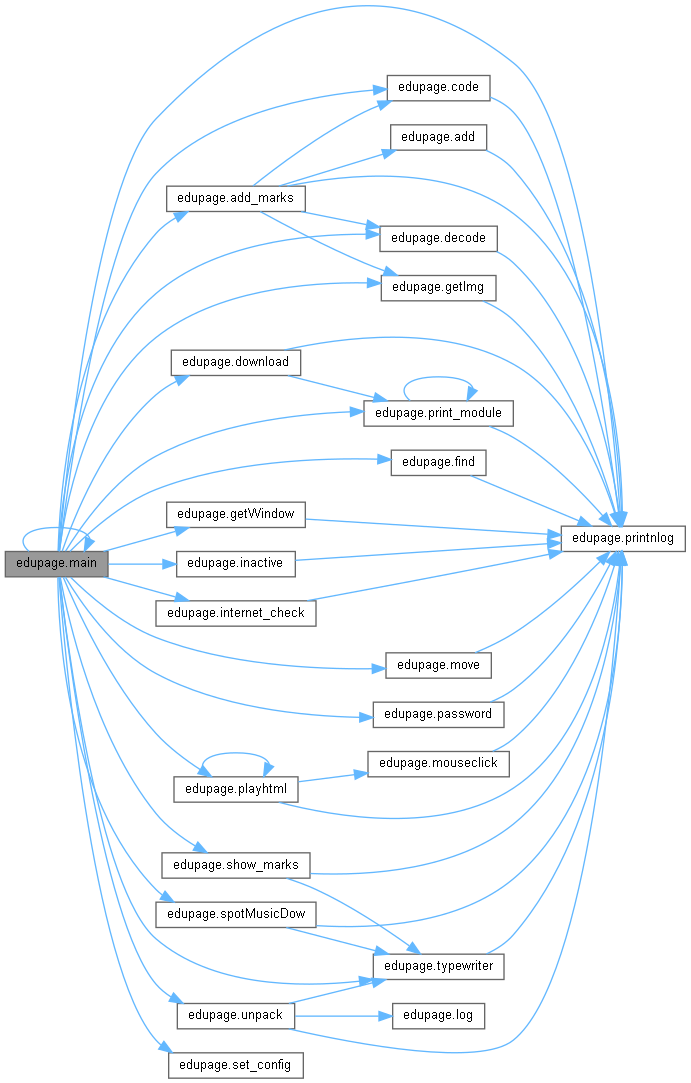 edupage.code
edupage.add
edupage.add_marks
edupage.decode
edupage.getImg
edupage.download
edupage.print_module
edupage.find
edupage.getWindow
edupage.printnlog
edupage.main
edupage.inactive
edupage.internet_check
edupage.move
edupage.password
edupage.mouseclick
edupage.playhtml
edupage.show_marks
edupage.spotMusicDow
edupage.typewriter
edupage.unpack
edupage.log
edupage.set_config